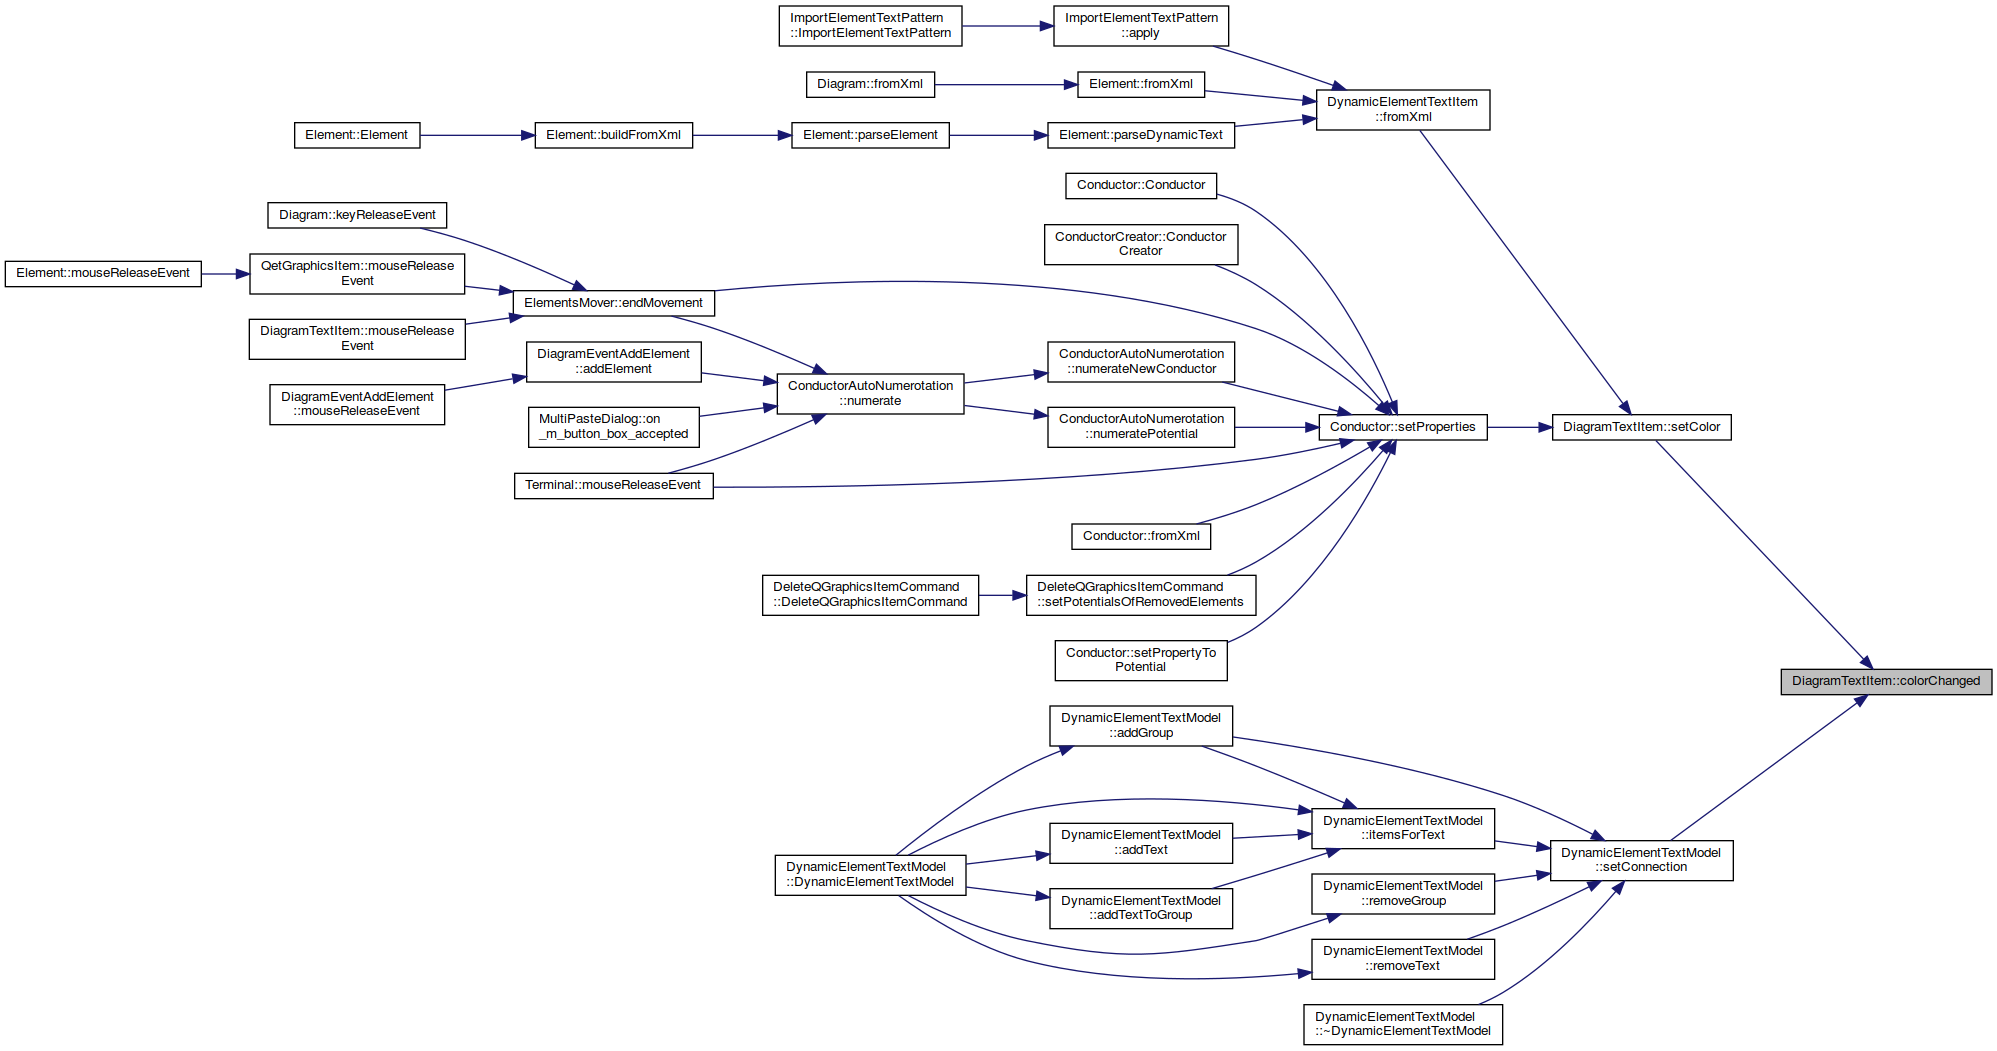 ImportElementTextPattern
::ImportElementTextPattern
ImportElementTextPattern
::apply
Diagram::fromXml
Element::fromXml
DynamicElementTextItem
::fromXml
Element::Element
Element::buildFromXml
Element::parseElement
Element::parseDynamicText
Conductor::Conductor
Diagram::keyReleaseEvent
ConductorCreator::Conductor
Creator
Element::mouseReleaseEvent
QetGraphicsItem::mouseRelease
Event
ElementsMover::endMovement
DiagramTextItem::mouseRelease
Event
DiagramEventAddElement
::addElement
ConductorAutoNumerotation
::numerateNewConductor
DiagramEventAddElement
::mouseReleaseEvent
ConductorAutoNumerotation
::numerate
MultiPasteDialog::on
_m_button_box_accepted
ConductorAutoNumerotation
::numeratePotential
Conductor::setProperties
DiagramTextItem::setColor
Terminal::mouseReleaseEvent
Conductor::fromXml
DeleteQGraphicsItemCommand
::DeleteQGraphicsItemCommand
DeleteQGraphicsItemCommand
::setPotentialsOfRemovedElements
Conductor::setPropertyTo
Potential
DiagramTextItem::colorChanged
DynamicElementTextModel
::addGroup
DynamicElementTextModel
::itemsForText
DynamicElementTextModel
::addText
DynamicElementTextModel
::setConnection
DynamicElementTextModel
::DynamicElementTextModel
DynamicElementTextModel
::removeGroup
DynamicElementTextModel
::addTextToGroup
DynamicElementTextModel
::removeText
DynamicElementTextModel
::~DynamicElementTextModel